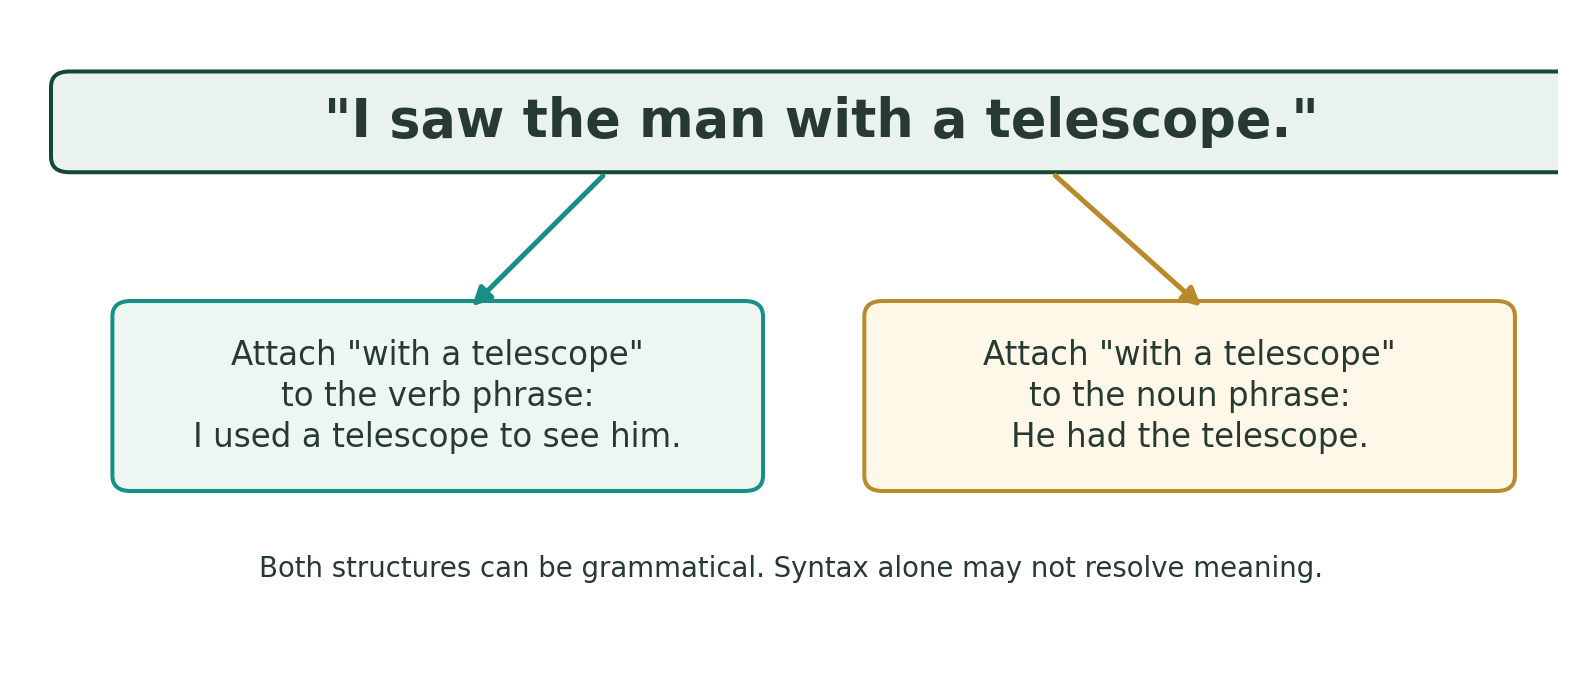 "I saw the man with a telescope."
Attach "with a telescope"
to the verb phrase:
I used a telescope to see him.
Attach "with a telescope"
to the noun phrase:
He had the telescope.
Both structures can be grammatical. Syntax alone may not resolve meaning.